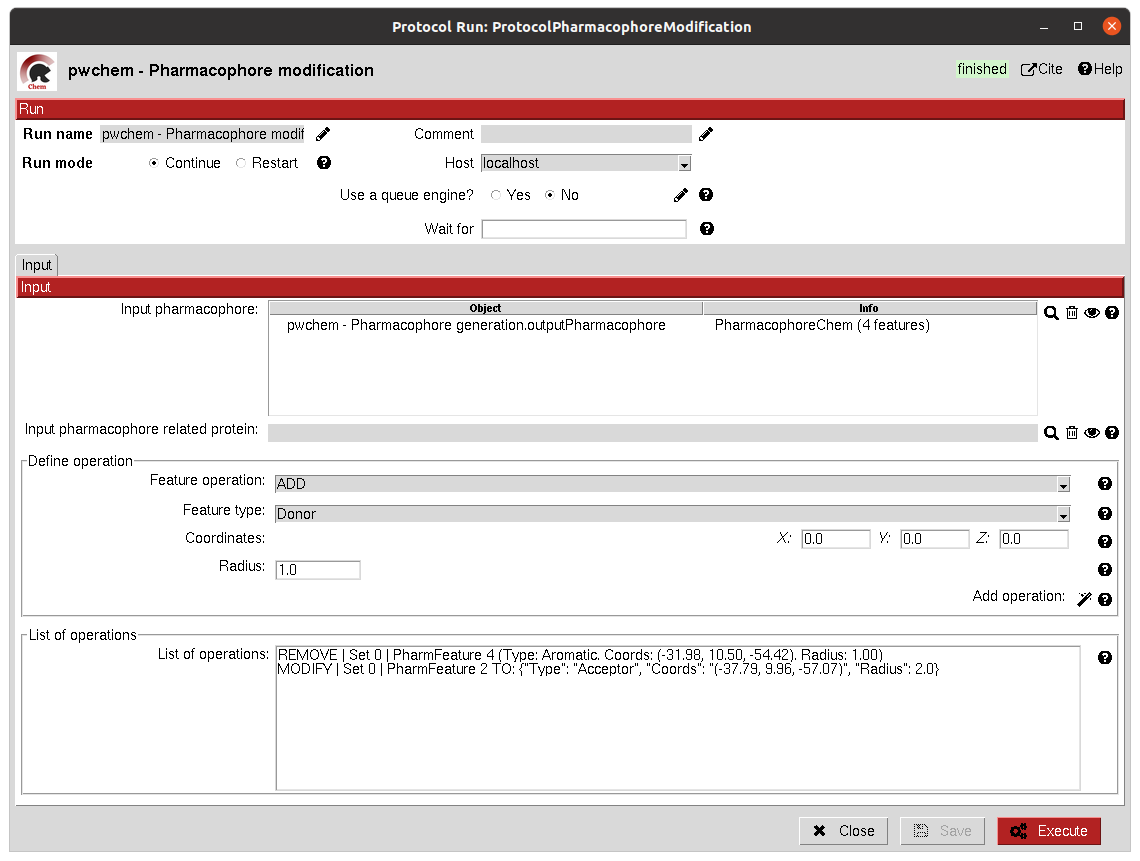 Protocol Run: ProtocolPharmacophoreModification
Chem
pwchem - Pharmacophore modification
finished Cite Help
Run
Run name pwchem - Pharmacophore modif Comment
Run mode Continue Restart Host localhost
Use a queue engine? Yes No
Wait for
Input
Input
Input pharmacophore: Object Info
pwchem - Pharmacophore generation.outputPharmacophore PharmacophoreChem (4 features)
Input pharmacophore related protein:
Define operation
Feature operation: ADD
Feature type: Donor
Coordinates: X: 0.0 Y: 0.0 Z: 0.0
Radius: 1.0
Add operation:
List of operations
List of operations: REMOVE | Set 0 | PharmFeature 4 (Type: Aromatic. Coords: (-31.98, 10.50, -54.42). Radius: 1.00)
MODIFY | Set 0 | PharmFeature 2 TO: {"Type": "Acceptor", "Coords": "(-37.79, 9.96, -57.07)", "Radius": 2.0}
Close Save Execute